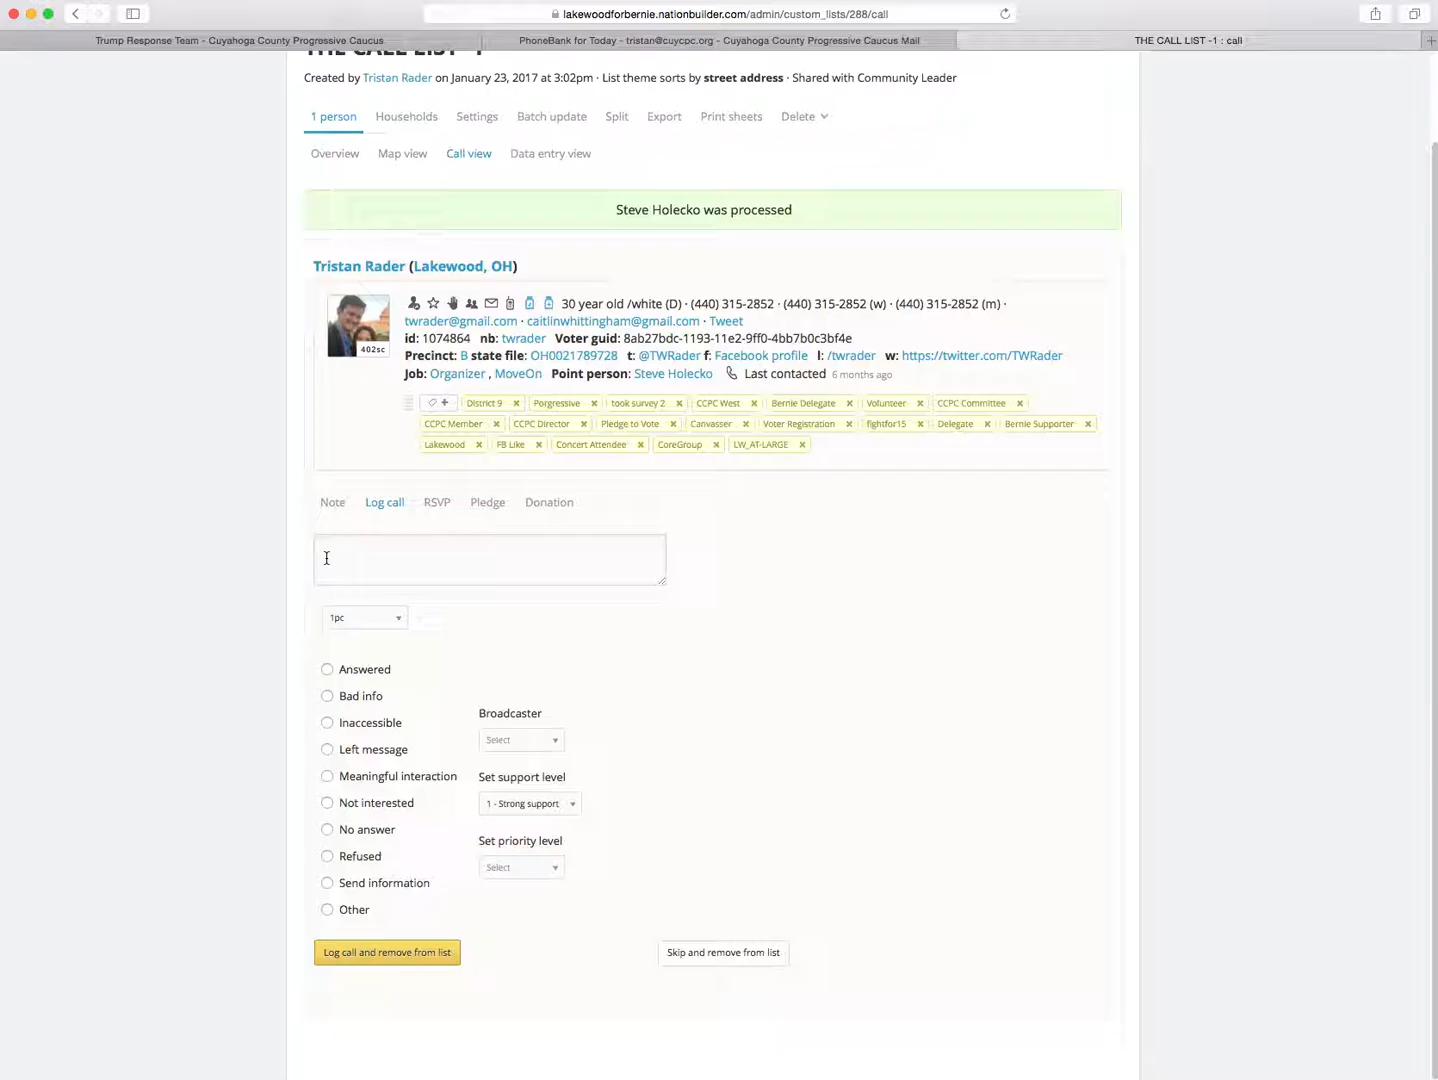 lakewoodforbernie.nationbuilder.com/admin/custom_lists/288/call
Trump Response Team - Cuyahoga County Progressive Caucus
PhoneBank for Today - tristan@cuycpc.org - Cuyahoga County Progressive Caucus Mail
THE CALL LIST -1 : call
THE CALL LIST -1
Created by Tristan Rader on January 23, 2017 at 3:02pm · List theme sorts by street address · Shared with Community Leader
1 person Households Settings Batch update Split Export Print sheets Delete
Overview Map view Call view Data entry view
Steve Holecko was processed
Tristan Rader (Lakewood, OH)
30 year old /white (D) · (440) 315-2852 · (440) 315-2852 (w) · (440) 315-2852 (m) ·
twrader@gmail.com · caitlinwhittingham@gmail.com · Tweet
id: 1074864 nb: twrader Voter guid: 8ab27bdc-1193-11e2-9ff0-4bb7b0c3bf4e
Precinct: B state file: OH0021789728 t: @TWRader f: Facebook profile l: /twrader w: https://twitter.com/TWRader
Job: Organizer , MoveOn Point person: Steve Holecko Last contacted 6 months ago
402sc
District 9 Porgressive took survey 2 CCPC West Bernie Delegate Volunteer CCPC Committee
CCPC Member CCPC Director Pledge to Vote Canvasser Voter Registration fightfor15 Delegate Bernie Supporter
Lakewood FB Like Concert Attendee CoreGroup LW_AT-LARGE
Note Log call RSVP Pledge Donation
1pc
Answered
Bad info
Inaccessible
Left message
Meaningful interaction
Not interested
No answer
Refused
Send information
Other
Broadcaster
Select
Set support level
1 - Strong support
Set priority level
Select
Log call and remove from list
Skip and remove from list